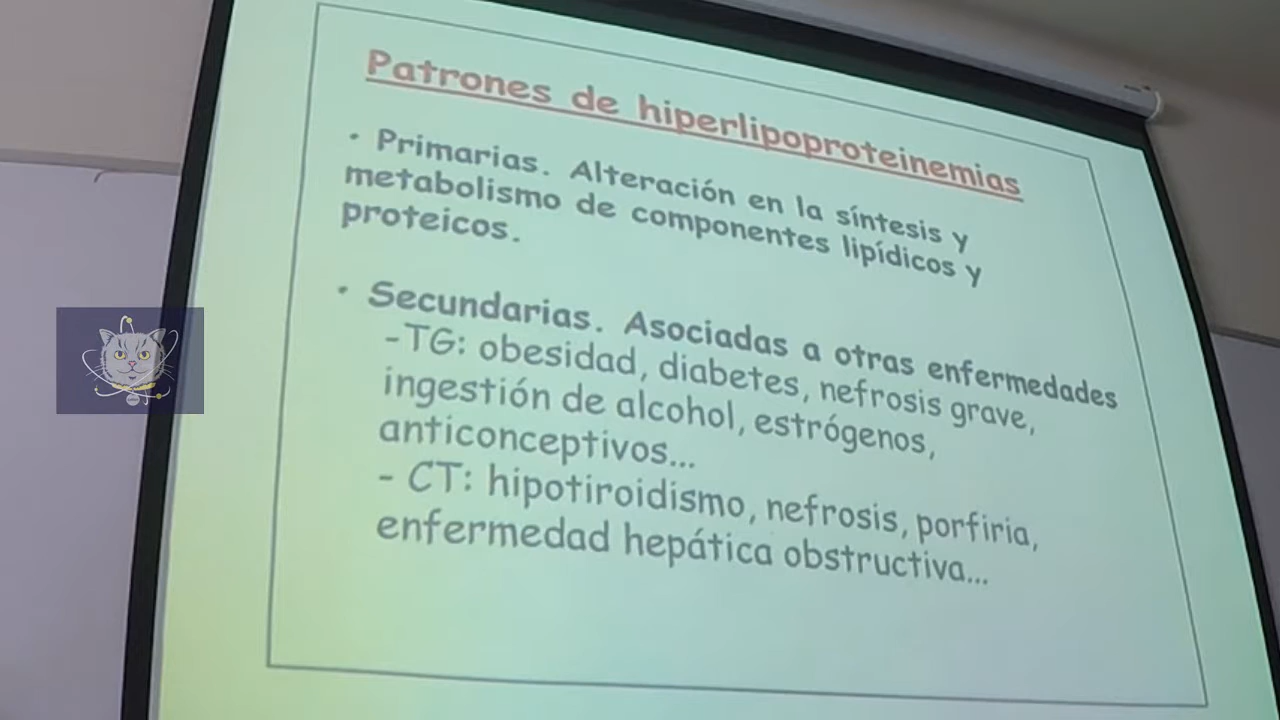 Patrones de hiperlipoproteinemias
• Primarias. Alteración en la síntesis y
metabolismo de componentes lipídicos y
proteicos.
• Secundarias. Asociadas a otras enfermedades
-TG: obesidad, diabetes, nefrosis grave,
ingestión de alcohol, estrógenos,
anticonceptivos...
- CT: hipotiroidismo, nefrosis, porfiria,
enfermedad hepática obstructiva...